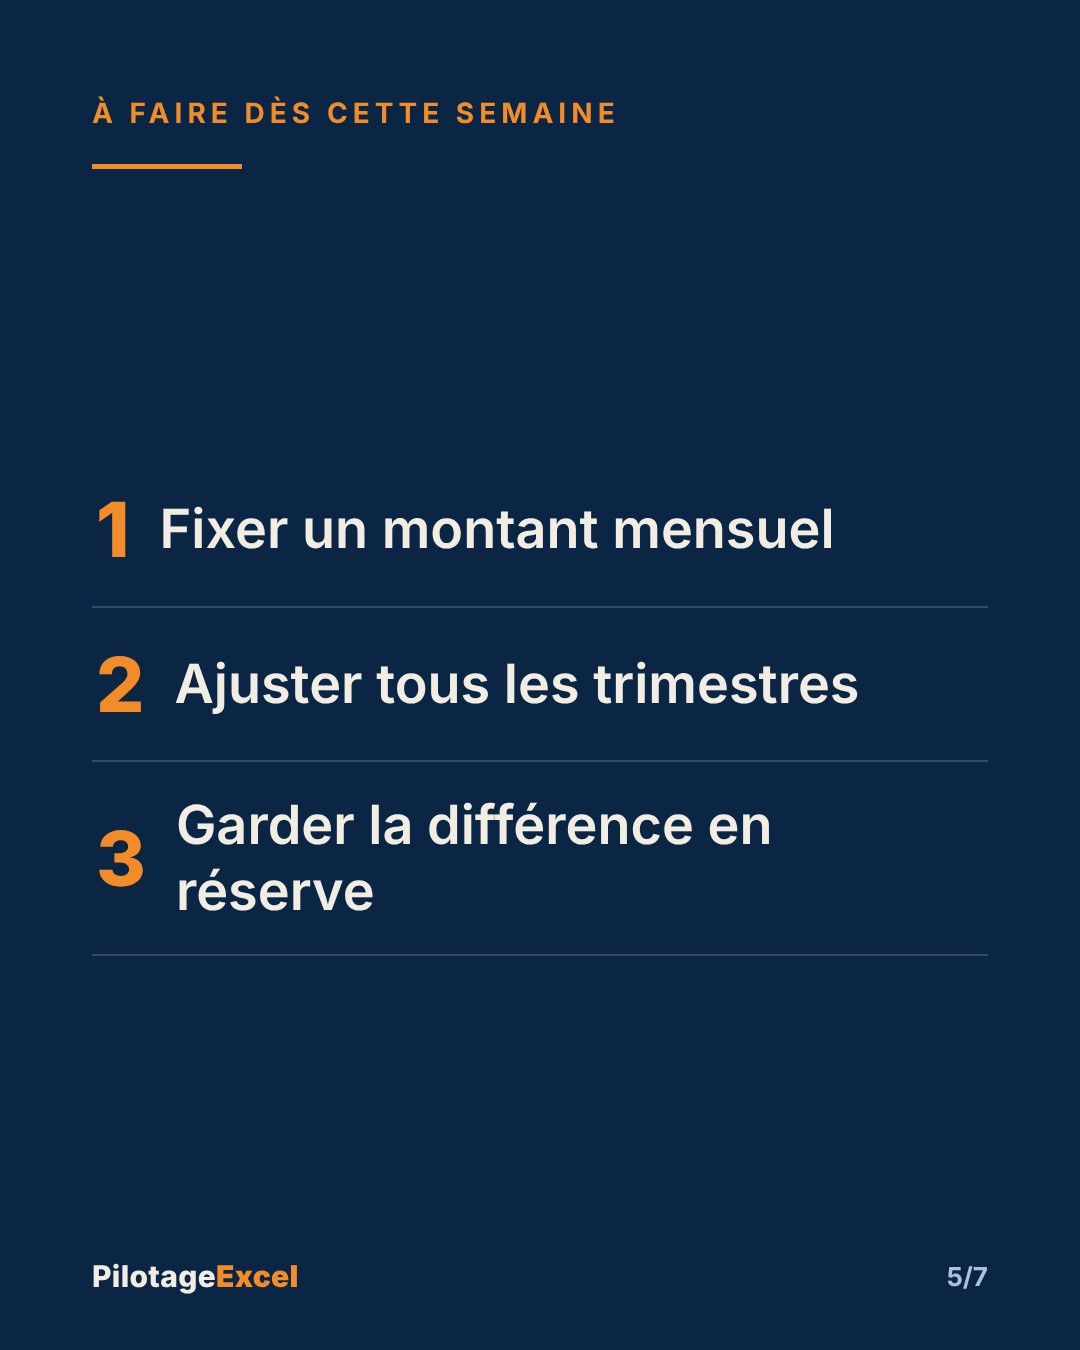 À FAIRE DÈS CETTE SEMAINE
1 Fixer un montant mensuel
2 Ajuster tous les trimestres
3 Garder la différence en
réserve
PilotageExcel
5/7